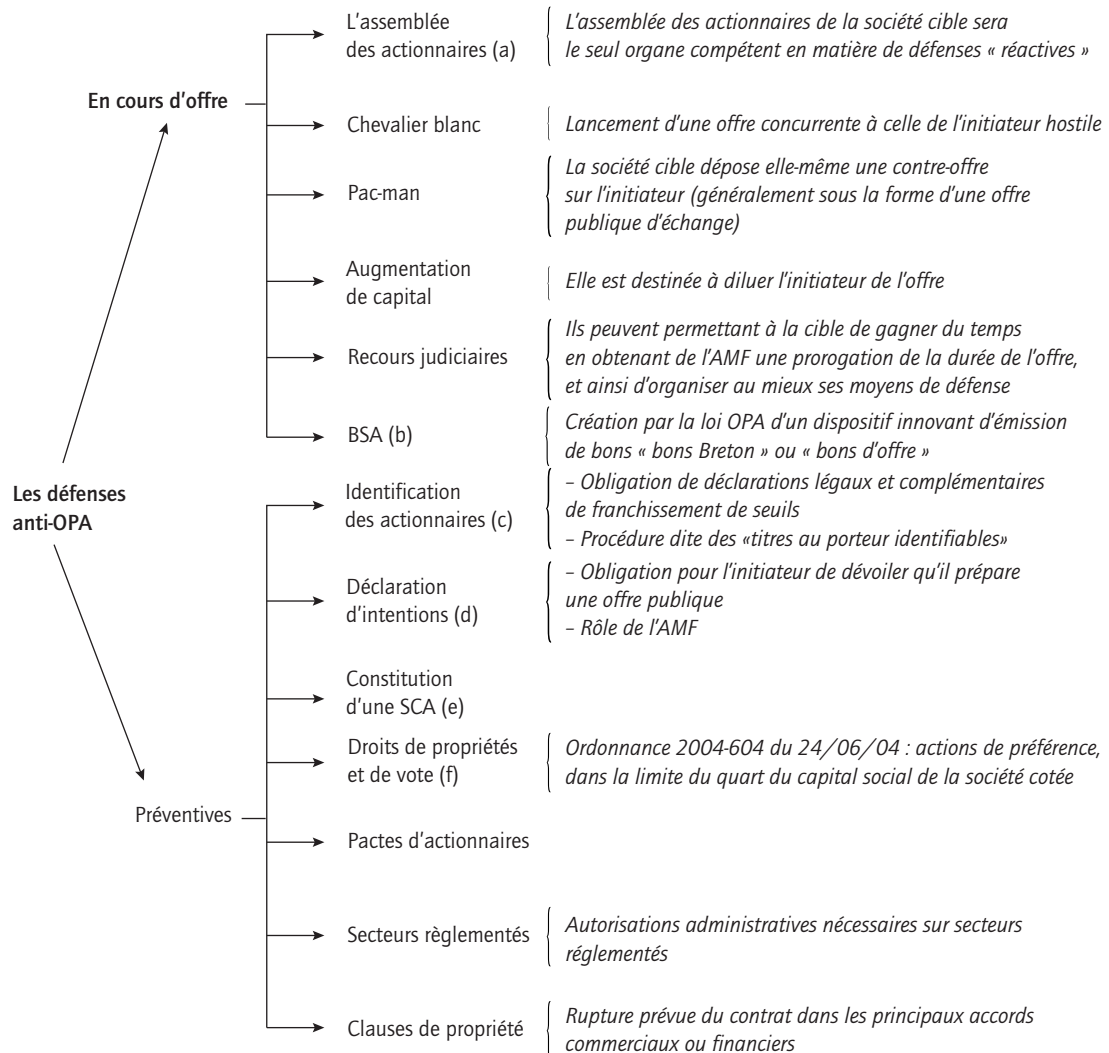 L'assemblée
des actionnaires (a)
L'assemblée des actionnaires de la société cible sera
le seul organe compétent en matière de défenses « réactives »
En cours d'offre
Chevalier blanc
Lancement d'une offre concurrente à celle de l'initiateur hostile
Pac-man
La société cible dépose elle-même une contre-offre
sur l'initiateur (généralement sous la forme d'une offre
publique d'échange)
Augmentation
de capital
Elle est destinée à diluer l'initiateur de l'offre
Recours judiciaires
Ils peuvent permettant à la cible de gagner du temps
en obtenant de l'AMF une prorogation de la durée de l'offre,
et ainsi d'organiser au mieux ses moyens de défense
BSA (b)
Création par la loi OPA d'un dispositif innovant d'émission
de bons « bons Breton » ou « bons d'offre »
Les défenses
anti-OPA
Identification
des actionnaires (c)
– Obligation de déclarations légaux et complémentaires
de franchissement de seuils
– Procédure dite des «titres au porteur identifiables»
Déclaration
d'intentions (d)
– Obligation pour l'initiateur de dévoiler qu'il prépare
une offre publique
– Rôle de l'AMF
Constitution
d'une SCA (e)
Droits de propriétés
et de vote (f)
Ordonnance 2004-604 du 24/06/04 : actions de préférence,
dans la limite du quart du capital social de la société cotée
Préventives
Pactes d'actionnaires
Secteurs règlementés
Autorisations administratives nécessaires sur secteurs
réglementés
Clauses de propriété
Rupture prévue du contrat dans les principaux accords
commerciaux ou financiers